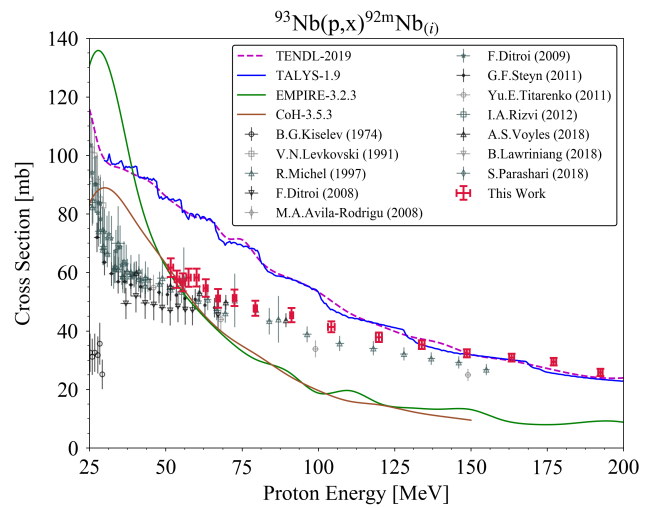 ⁹³Nb(p,x)⁹²ᵐNb₍ᵢ₎
Cross Section [mb]
140
120
100
80
60
40
20
0
TENDL-2019
TALYS-1.9
EMPIRE-3.2.3
CoH-3.5.3
B.G.Kiselev (1974)
V.N.Levkovski (1991)
R.Michel (1997)
F.Ditroi (2008)
M.A.Avila-Rodrigu (2008)
F.Ditroi (2009)
G.F.Steyn (2011)
Yu.E.Titarenko (2011)
I.A.Rizvi (2012)
A.S.Voyles (2018)
B.Lawriniang (2018)
S.Parashari (2018)
This Work
25 50 75 100 125 150 175 200
Proton Energy [MeV]